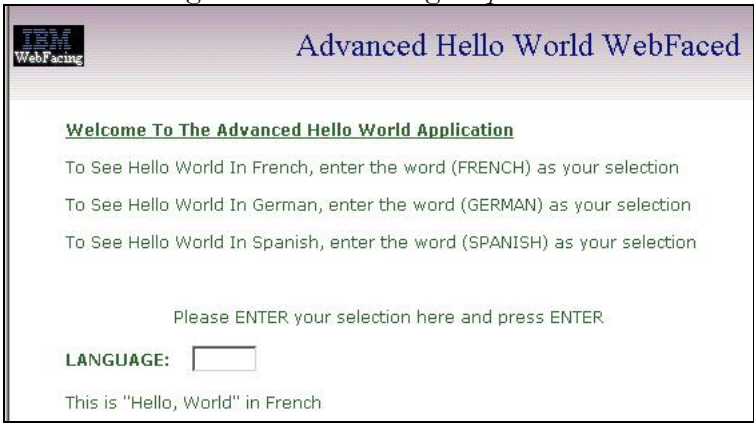 IBM
WebFacing
Advanced Hello World WebFaced
Welcome To The Advanced Hello World Application
To See Hello World In French, enter the word (FRENCH) as your selection
To See Hello World In German, enter the word (GERMAN) as your selection
To See Hello World In Spanish, enter the word (SPANISH) as your selection
Please ENTER your selection here and press ENTER
LANGUAGE:
This is "Hello, World" in French